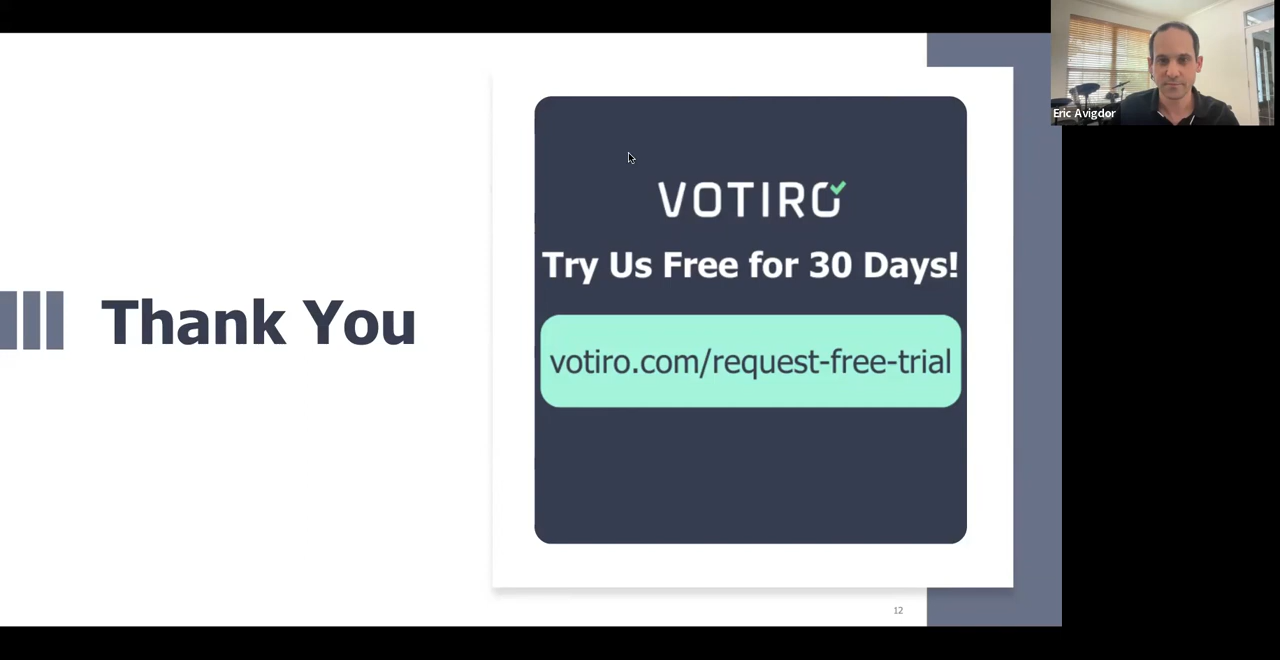 Eric Avigdor
VOTIRO
Try Us Free for 30 Days!
Thank You
votiro.com/request-free-trial
12